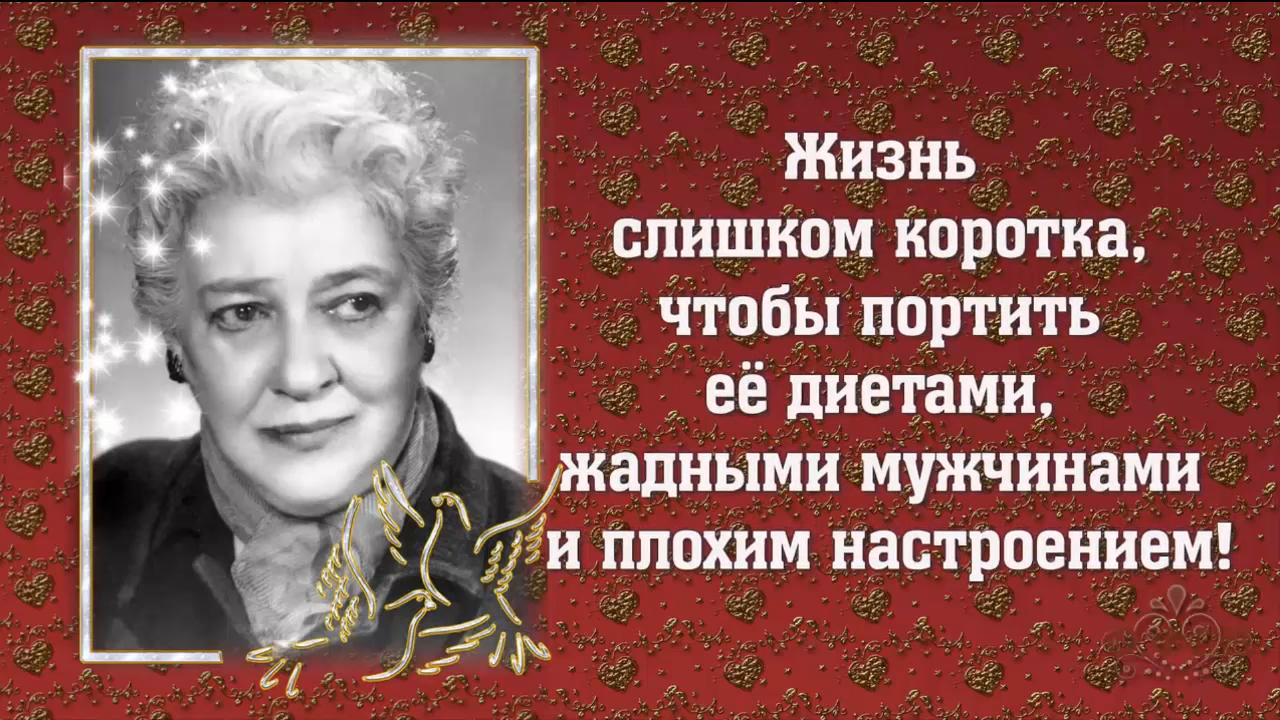 Жизнь
слишком коротка,
чтобы портить
её диетами,
жадными мужчинами
и плохим настроением!